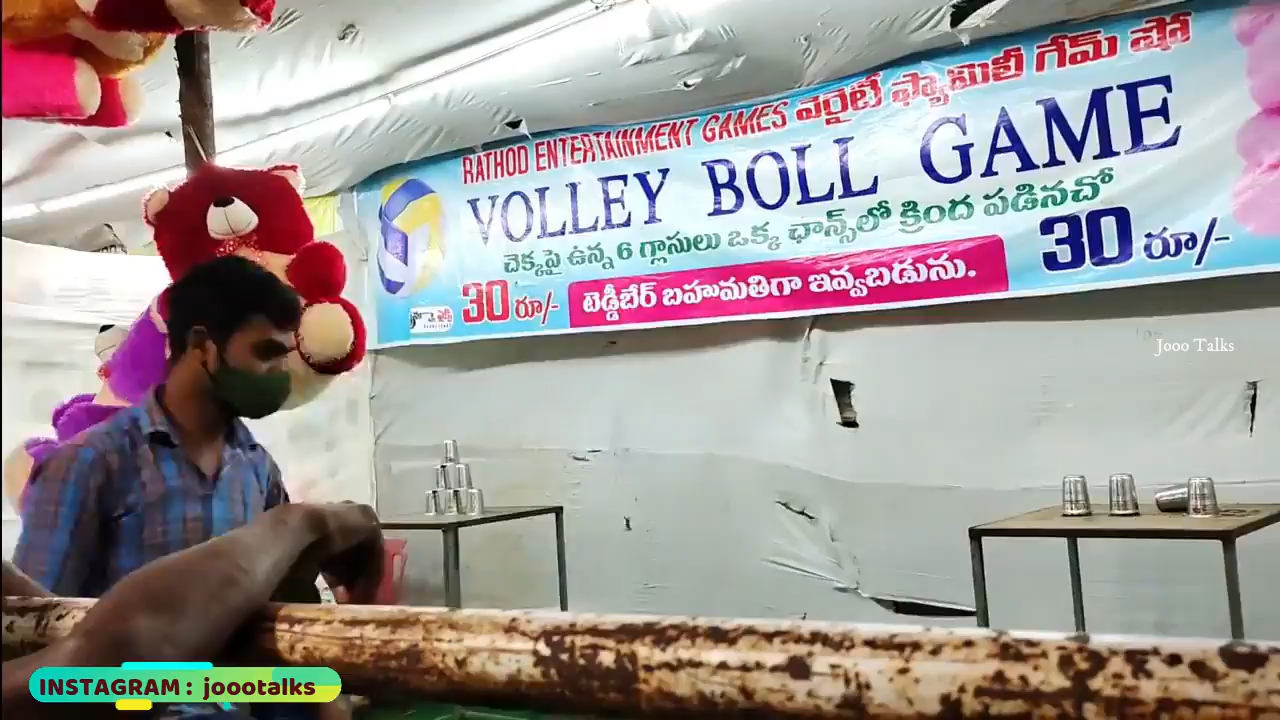 RATHOD ENTERTAINMENT GAMES వెరైటీ ఫ్యామిలీ గేమ్ షో
VOLLEY BOLL GAME
చెక్కపై ఉన్న 6 గ్లాసులు ఒక్క ఛాన్స్‌లో క్రింద పడినచో
30 రూ/- టెడ్డీబేర్ బహుమతిగా ఇవ్వబడును. 30 రూ/-
Jooo Talks
INSTAGRAM : joootalks